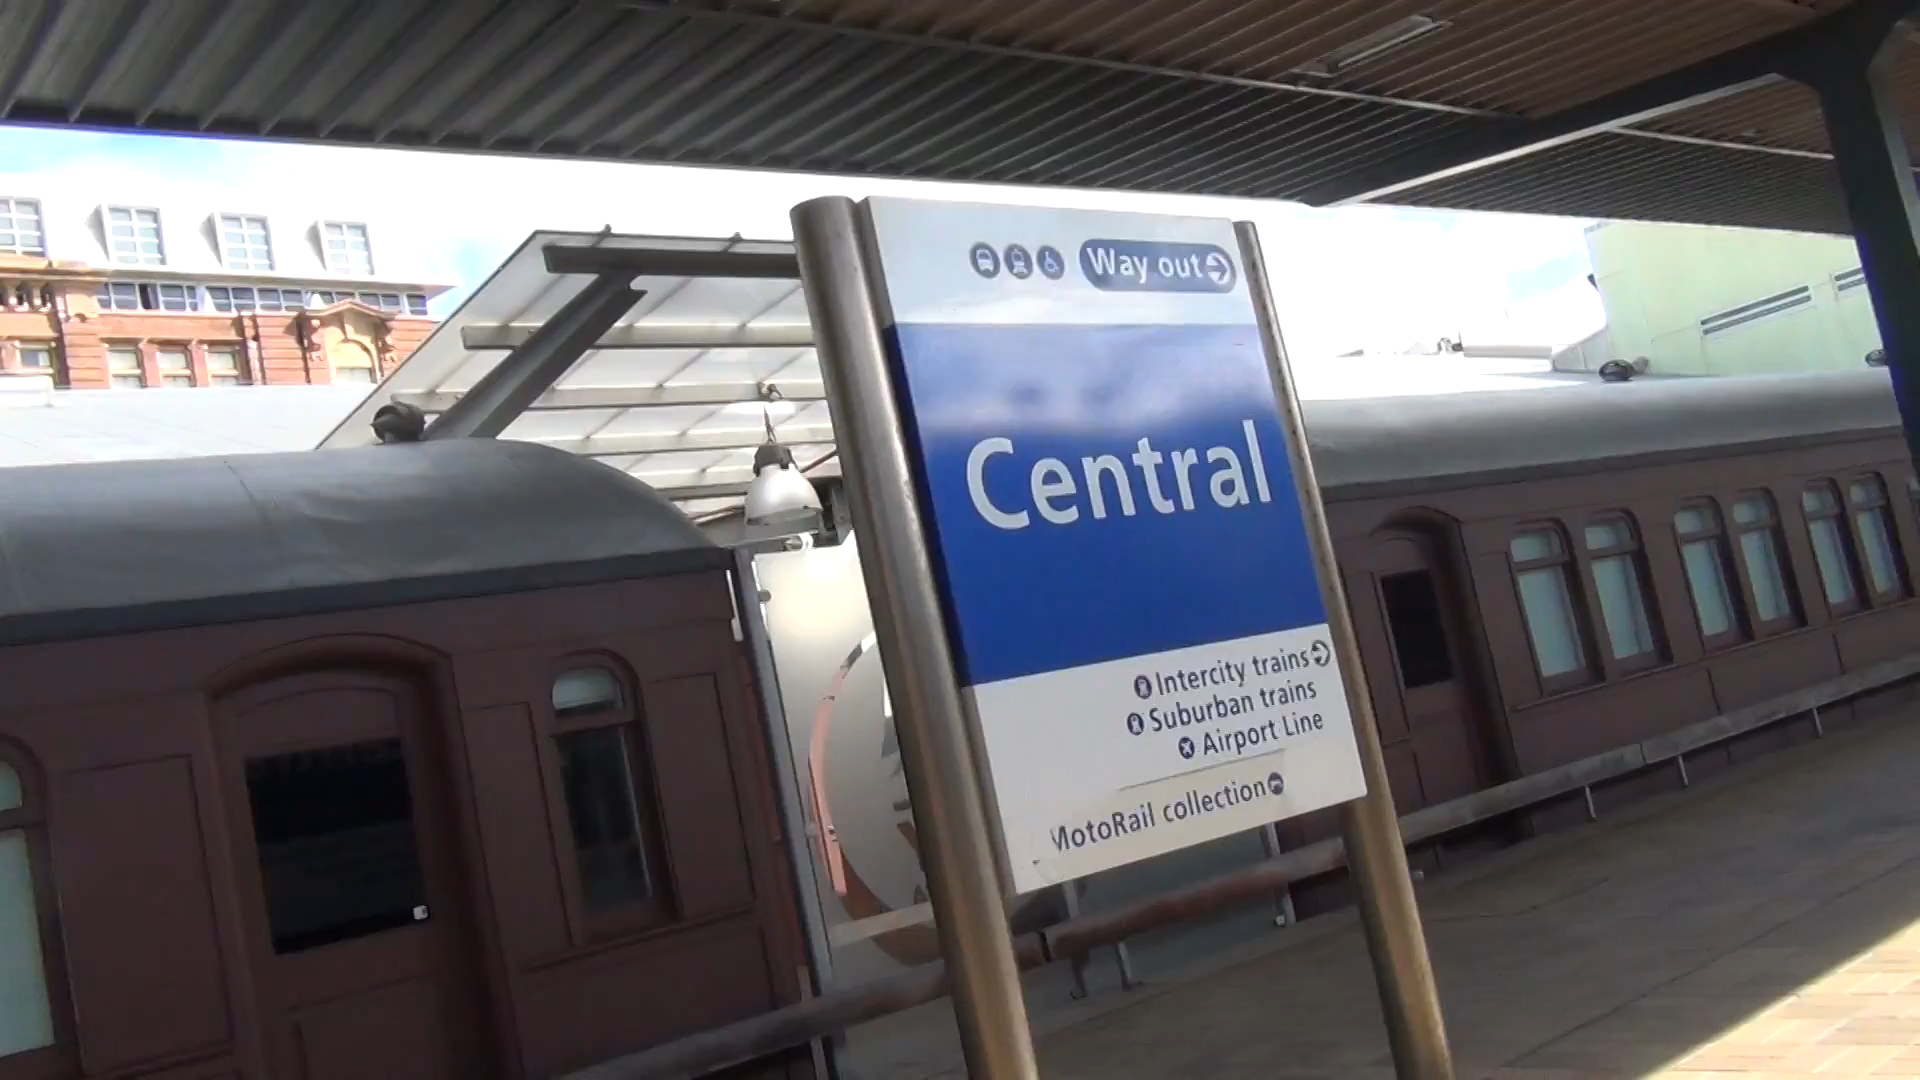 Way out
Central
Intercity trains
Suburban trains
Airport Line
MotoRail collection